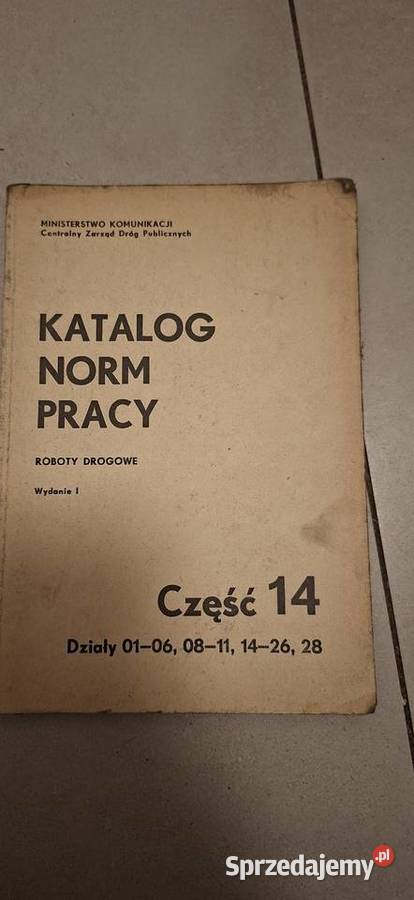 MINISTERSTWO KOMUNIKACJI
Centralny Zarząd Dróg Publicznych
KATALOG
NORM
PRACY
ROBOTY DROGOWE
Wydanie I
Część 14
Działy 01–06, 08–11, 14–26, 28
Sprzedajemy.pl